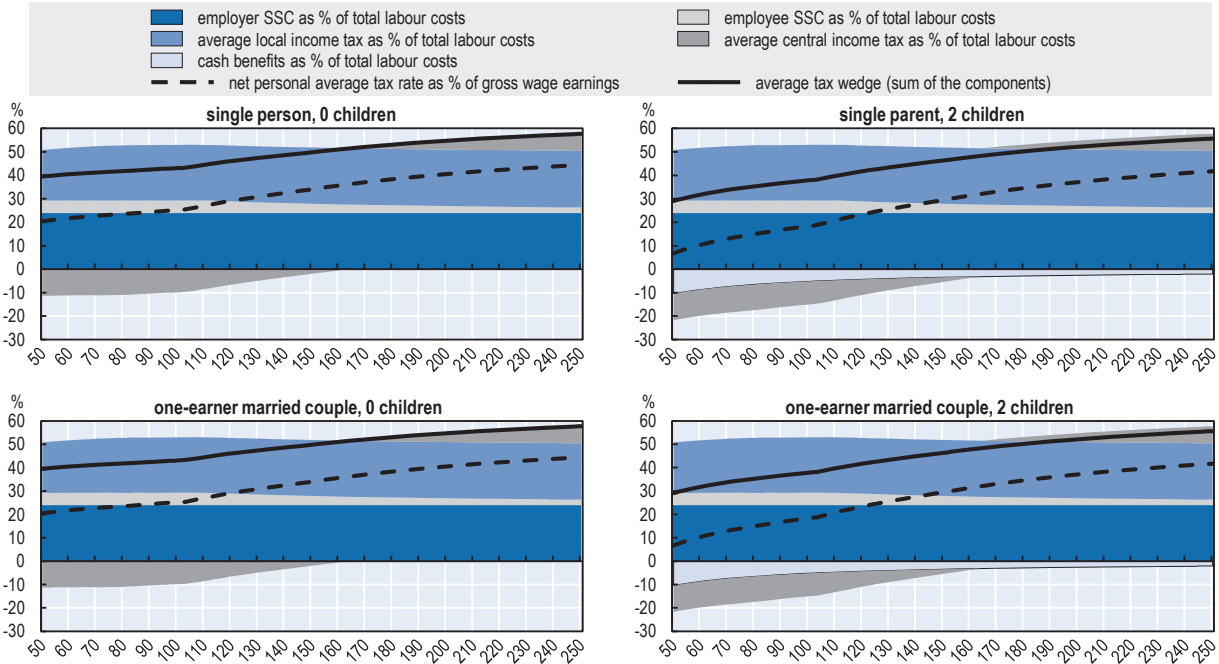 employer SSC as % of total labour costs
employee SSC as % of total labour costs
average local income tax as % of total labour costs
average central income tax as % of total labour costs
cash benefits as % of total labour costs
net personal average tax rate as % of gross wage earnings
average tax wedge (sum of the components)
%
single person, 0 children
60
50
40
30
20
10
0
-10
-20
-30
50 60 70 80 90 100 110 120 130 140 150 160 170 180 190 200 210 220 230 240 250
%
single parent, 2 children
60
50
40
30
20
10
0
-10
-20
-30
50 60 70 80 90 100 110 120 130 140 150 160 170 180 190 200 210 220 230 240 250
%
one-earner married couple, 0 children
60
50
40
30
20
10
0
-10
-20
-30
50 60 70 80 90 100 110 120 130 140 150 160 170 180 190 200 210 220 230 240 250
%
one-earner married couple, 2 children
60
50
40
30
20
10
0
-10
-20
-30
50 60 70 80 90 100 110 120 130 140 150 160 170 180 190 200 210 220 230 240 250